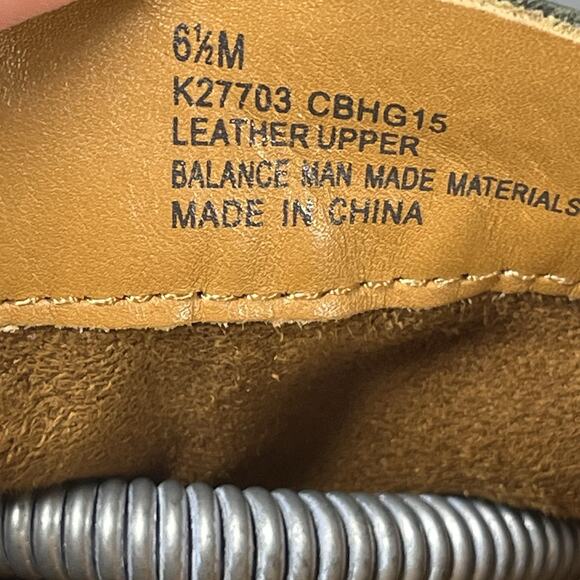 6½M
K27703 CBHG15
LEATHER UPPER
BALANCE MAN MADE MATERIALS
MADE IN CHINA